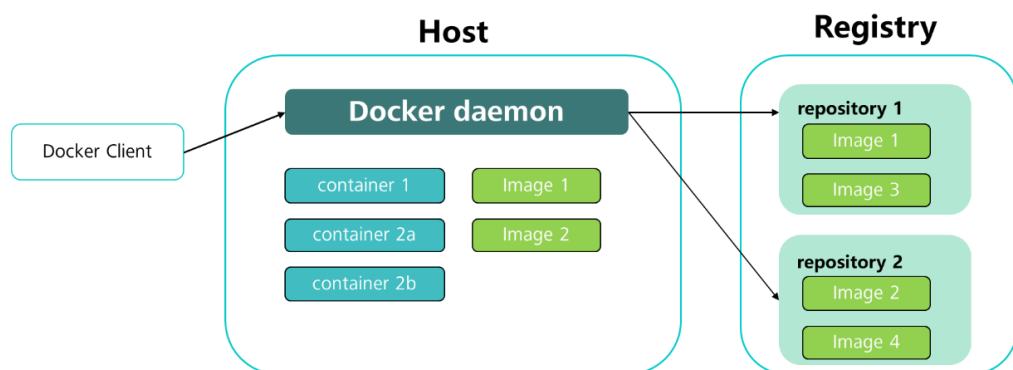 Host
Registry
Docker Client
Docker daemon
container 1
Image 1
container 2a
Image 2
container 2b
repository 1
Image 1
Image 3
repository 2
Image 2
Image 4